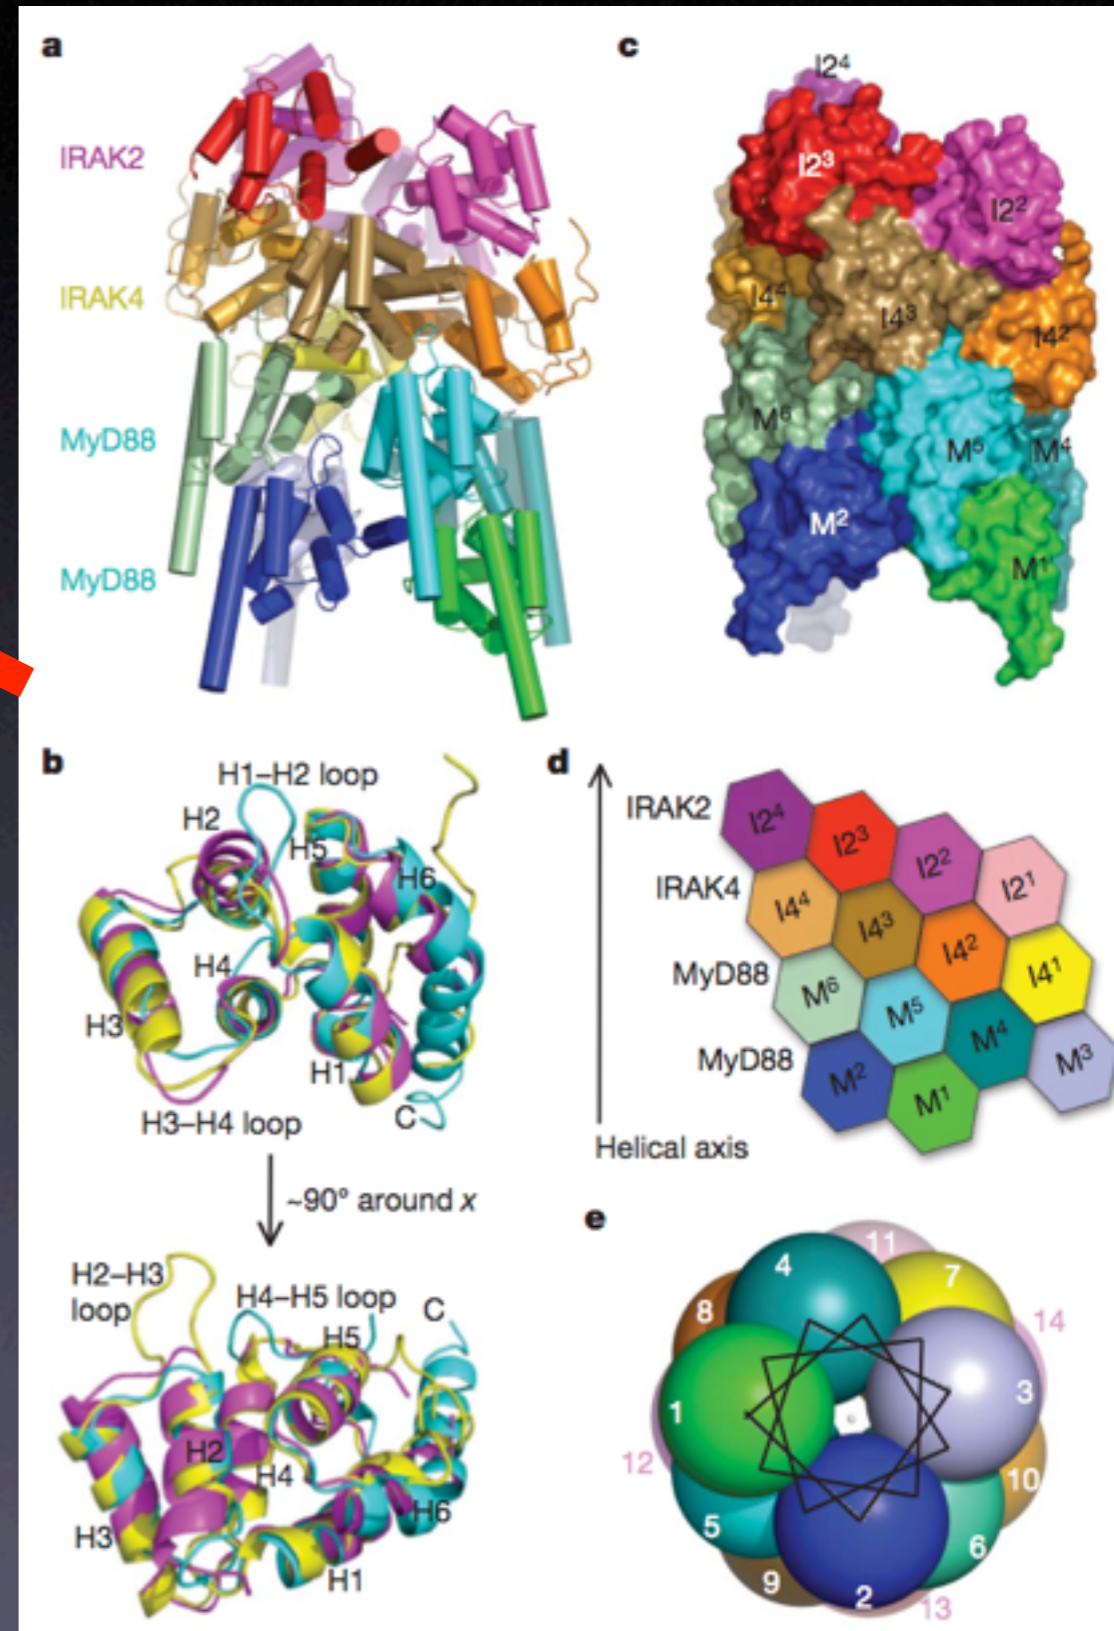 a
IRAK2
IRAK4
MyD88
MyD88
c
I2⁴
I2³
I2²
I4⁴
I4³
I4²
M⁶
M⁵
M⁴
M²
M¹
b
H1–H2 loop
H2
H5
H6
H4
H3
H1
C
H3–H4 loop
~90° around x
H2–H3
loop
H4–H5 loop
C
H5
H2
H4
H6
H3
H1
d
IRAK2
I2⁴
I2³
I2²
I2¹
IRAK4
I4⁴
I4³
I4²
I4¹
MyD88
M⁶
M⁵
M⁴
M³
MyD88
M²
M¹
Helical axis
e
11
4
7
8
14
1
3
12
10
5
6
9
2
13